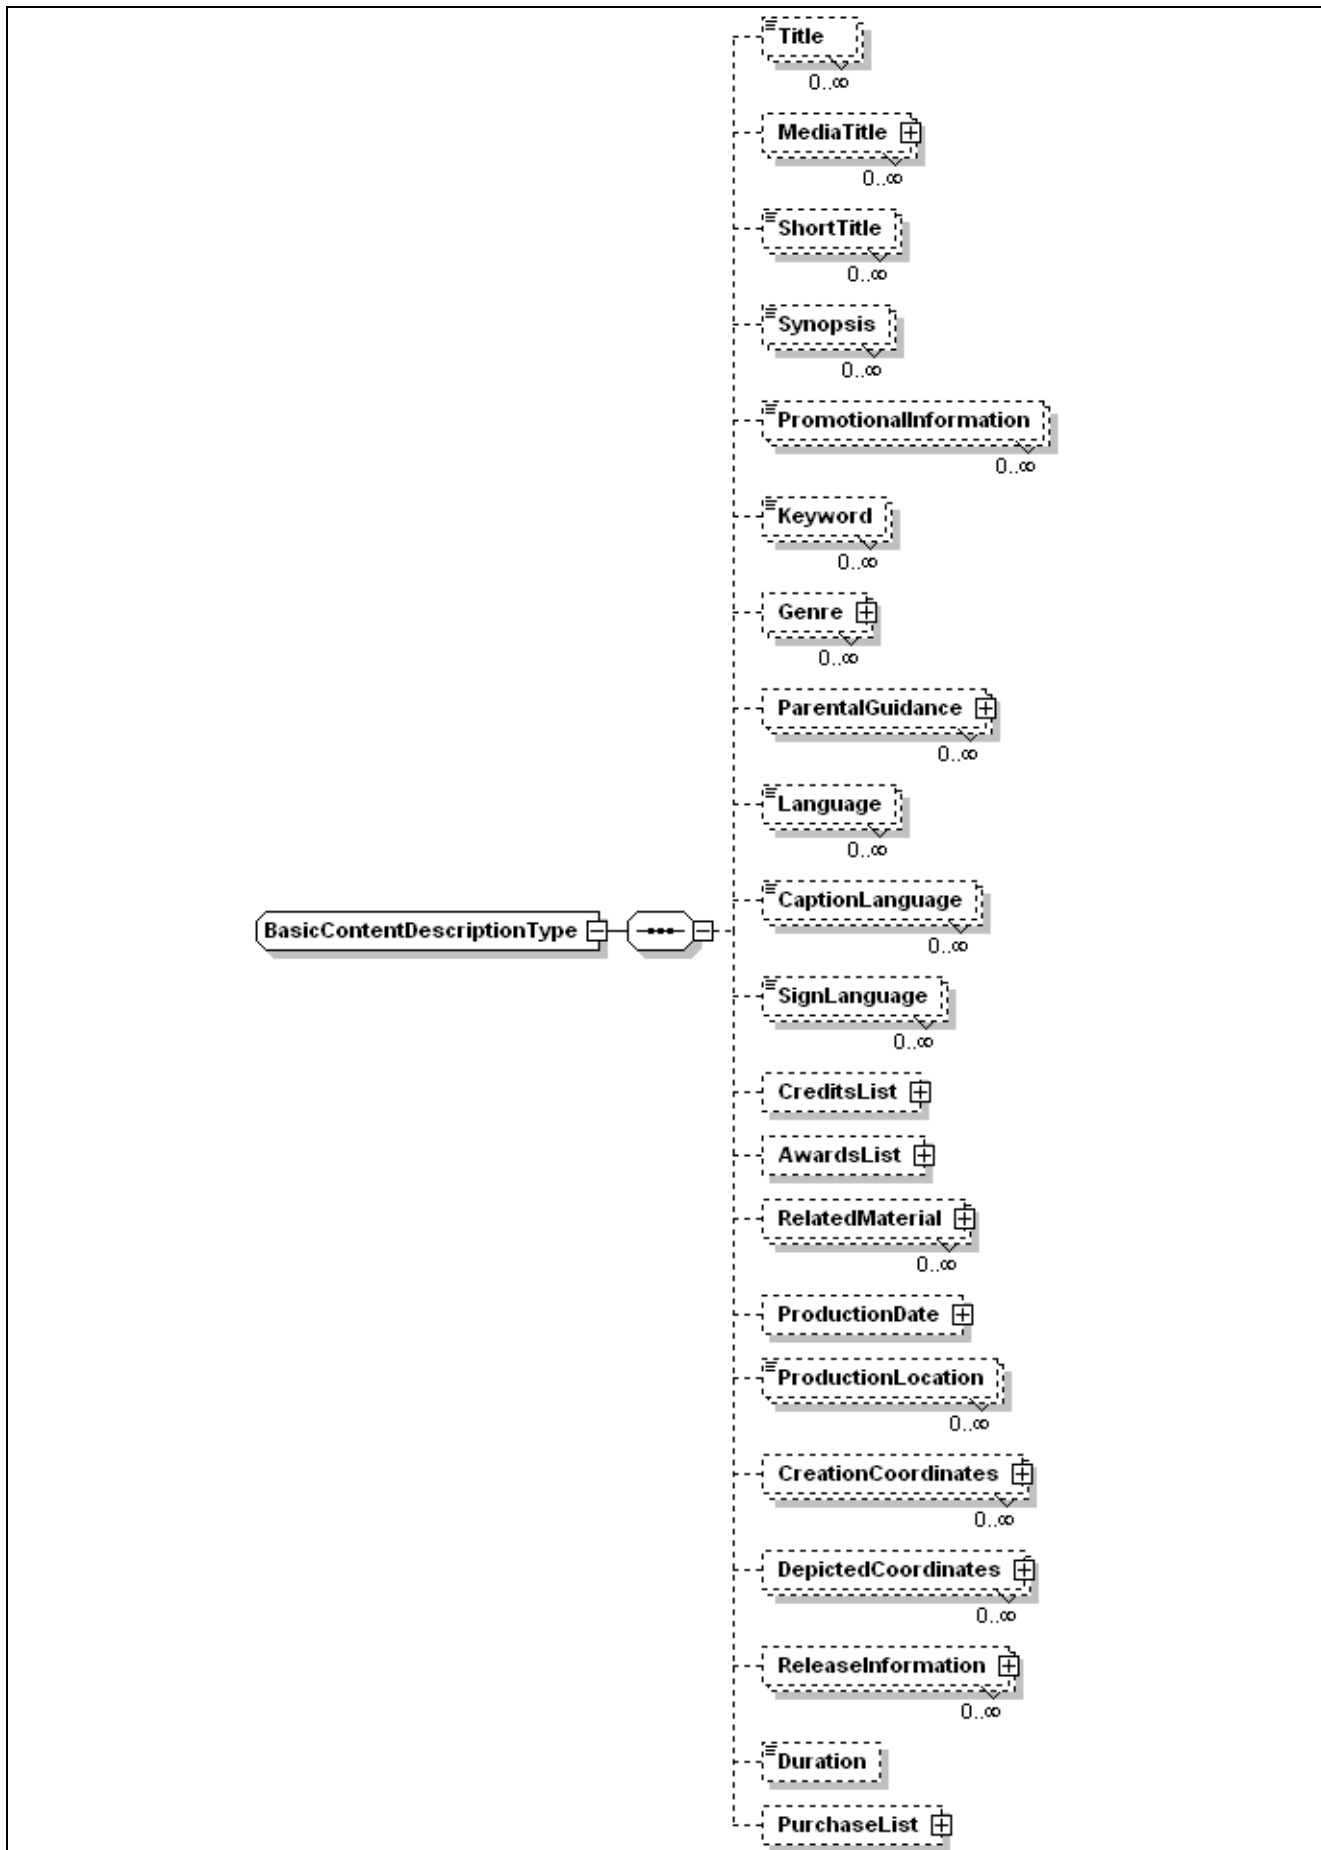 Title
0..∞
MediaTitle
0..∞
ShortTitle
0..∞
Synopsis
0..∞
PromotionalInformation
0..∞
Keyword
0..∞
Genre
0..∞
ParentalGuidance
0..∞
Language
0..∞
CaptionLanguage
0..∞
BasicContentDescriptionType
SignLanguage
0..∞
CreditsList
AwardsList
RelatedMaterial
0..∞
ProductionDate
ProductionLocation
0..∞
CreationCoordinates
0..∞
DepictedCoordinates
0..∞
ReleaseInformation
0..∞
Duration
PurchaseList